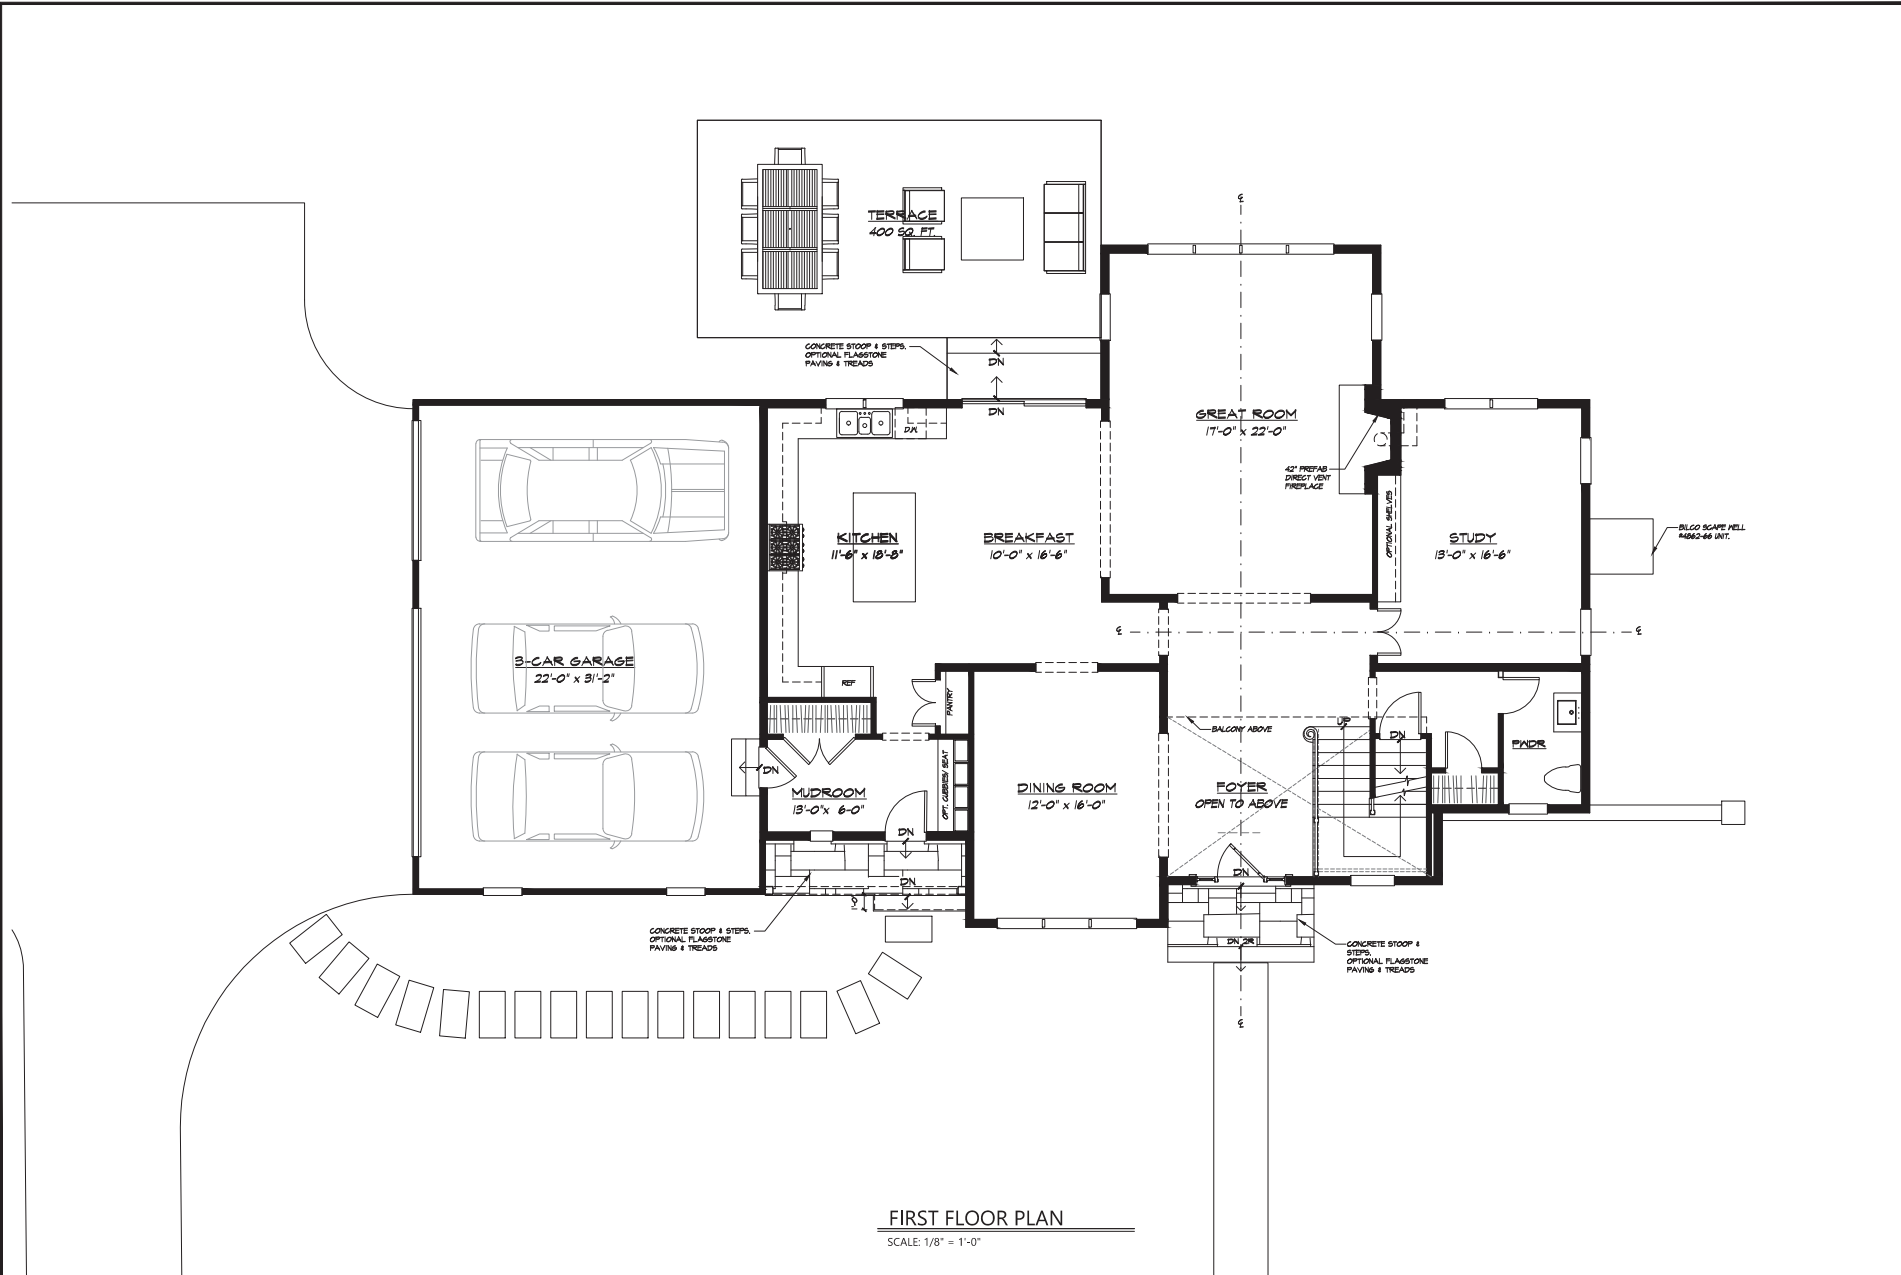 TERRACE
400 SQ. FT.
CONCRETE STOOP & STEPS,
OPTIONAL FLAGSTONE
PAVING & TREADS
DN
DN
D.W.
GREAT ROOM
17'-0" x 22'-0"
42" PREFAB
DIRECT VENT
FIREPLACE
OPTIONAL SHELVES
KITCHEN
11'-6" x 18'-8"
BREAKFAST
10'-0" x 16'-6"
STUDY
13'-0" x 16'-6"
BILCO SCAPE WELL
#4862-66 UNIT.
3-CAR GARAGE
22'-0" x 31'-2"
REF
PANTRY
BALCONY ABOVE
UP
DN
PWDR
DN
MUDROOM
13'-0" x 6-0"
OPT. CUBBIES/ SEAT
DINING ROOM
12'-0" x 16'-0"
FOYER
OPEN TO ABOVE
DN
DN
DN
CONCRETE STOOP & STEPS,
OPTIONAL FLAGSTONE
PAVING & TREADS
DN 2R
CONCRETE STOOP &
STEPS,
OPTIONAL FLAGSTONE
PAVING & TREADS
FIRST FLOOR PLAN
SCALE: 1/8" = 1'-0"